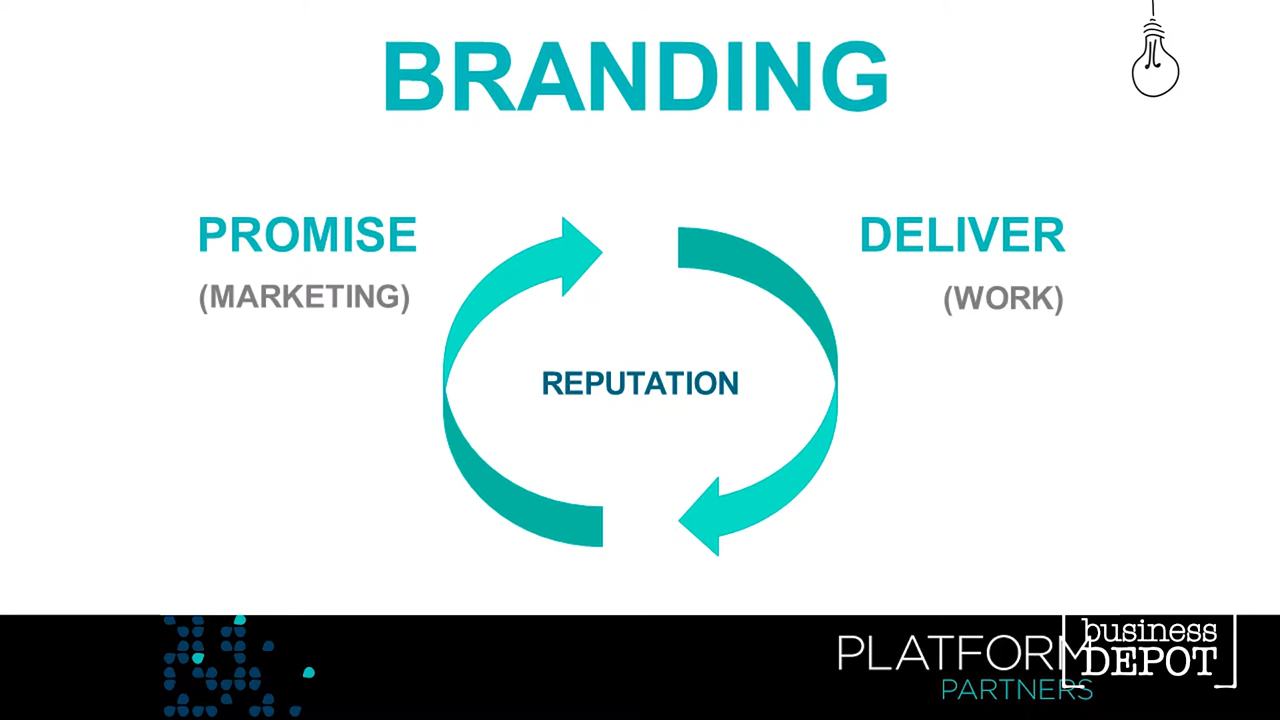 BRANDING
PROMISE
(MARKETING)
DELIVER
(WORK)
REPUTATION
PLATFORM
PARTNERS
business
DEPOT